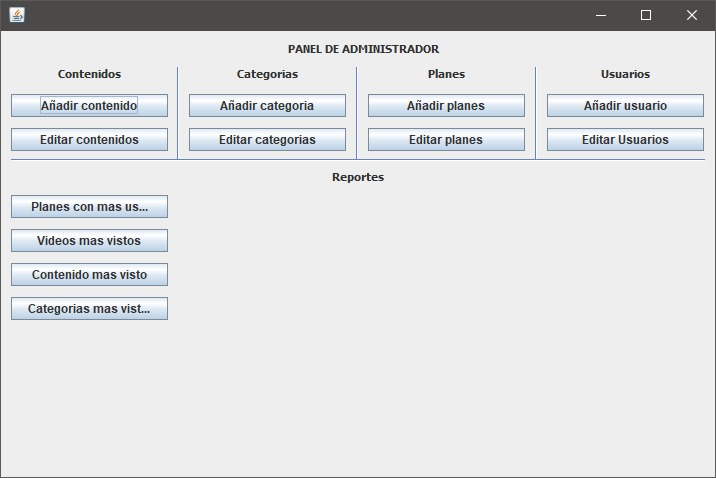 PANEL DE ADMINISTRADOR
Contenidos Categorias Planes Usuarios
Añadir contenido Añadir categoria Añadir planes Añadir usuario
Editar contenidos Editar categorias Editar planes Editar Usuarios
Reportes
Planes con mas us...
Videos mas vistos
Contenido mas visto
Categorias mas vist...